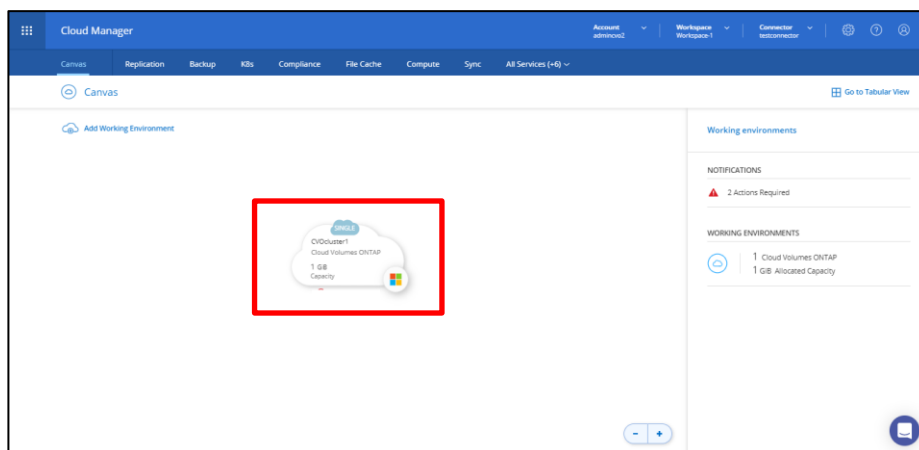 Cloud Manager
Account
admincvo2
Workspace
Workspace-1
Connector
testconnector
Canvas Replication Backup K8s Compliance File Cache Compute Sync All Services (+6)
Canvas
Go to Tabular View
Add Working Environment
SINGLE
CVOcluster1
Cloud Volumes ONTAP
1 GiB
Capacity
Working environments
NOTIFICATIONS
2 Actions Required
WORKING ENVIRONMENTS
1 Cloud Volumes ONTAP
1 GiB Allocated Capacity